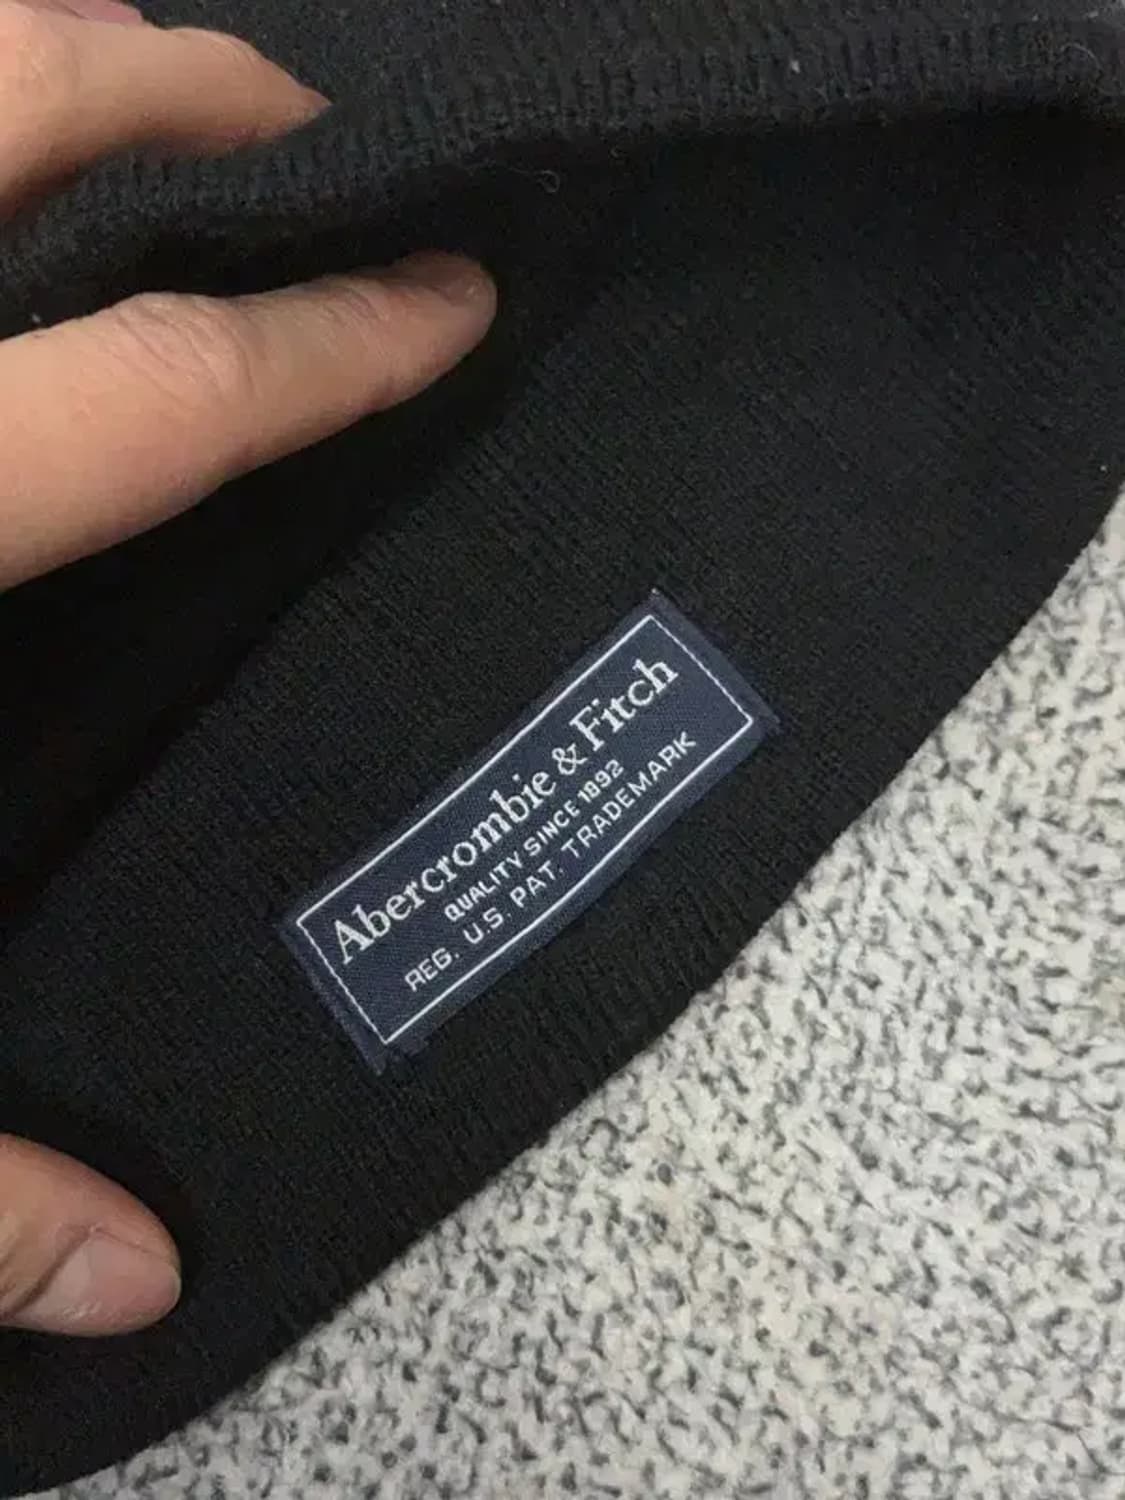 Abercrombie & Fitch
QUALITY SINCE 1892
REG. U.S. PAT. TRADEMARK